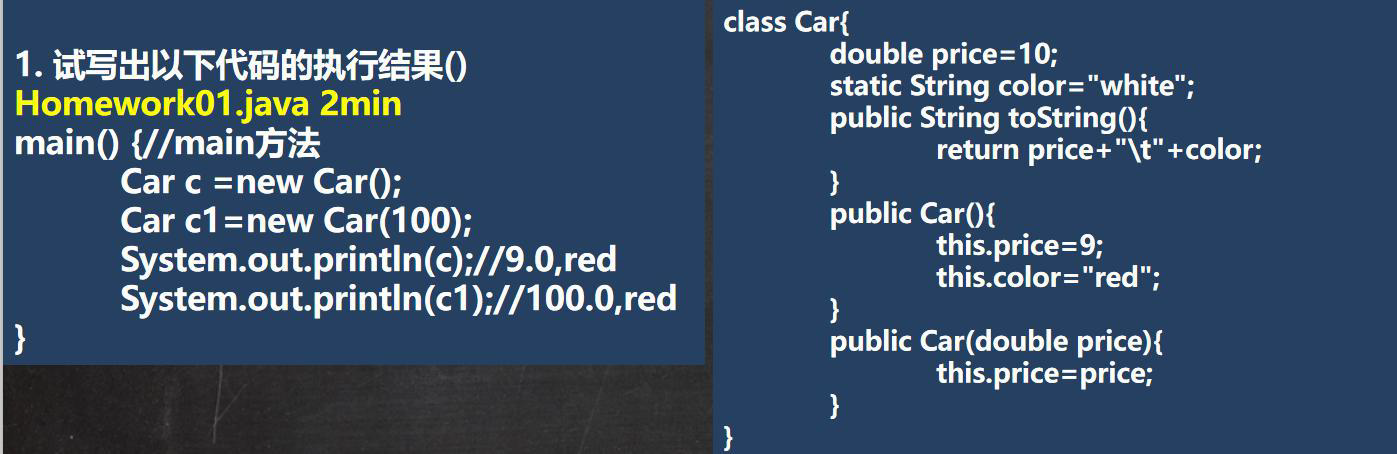 1. 试写出以下代码的执行结果()
Homework01.java 2min
main() {//main方法
Car c =new Car();
Car c1=new Car(100);
System.out.println(c);//9.0,red
System.out.println(c1);//100.0,red
}
class Car{
double price=10;
static String color="white";
public String toString(){
return price+"\t"+color;
}
public Car(){
this.price=9;
this.color="red";
}
public Car(double price){
this.price=price;
}
}